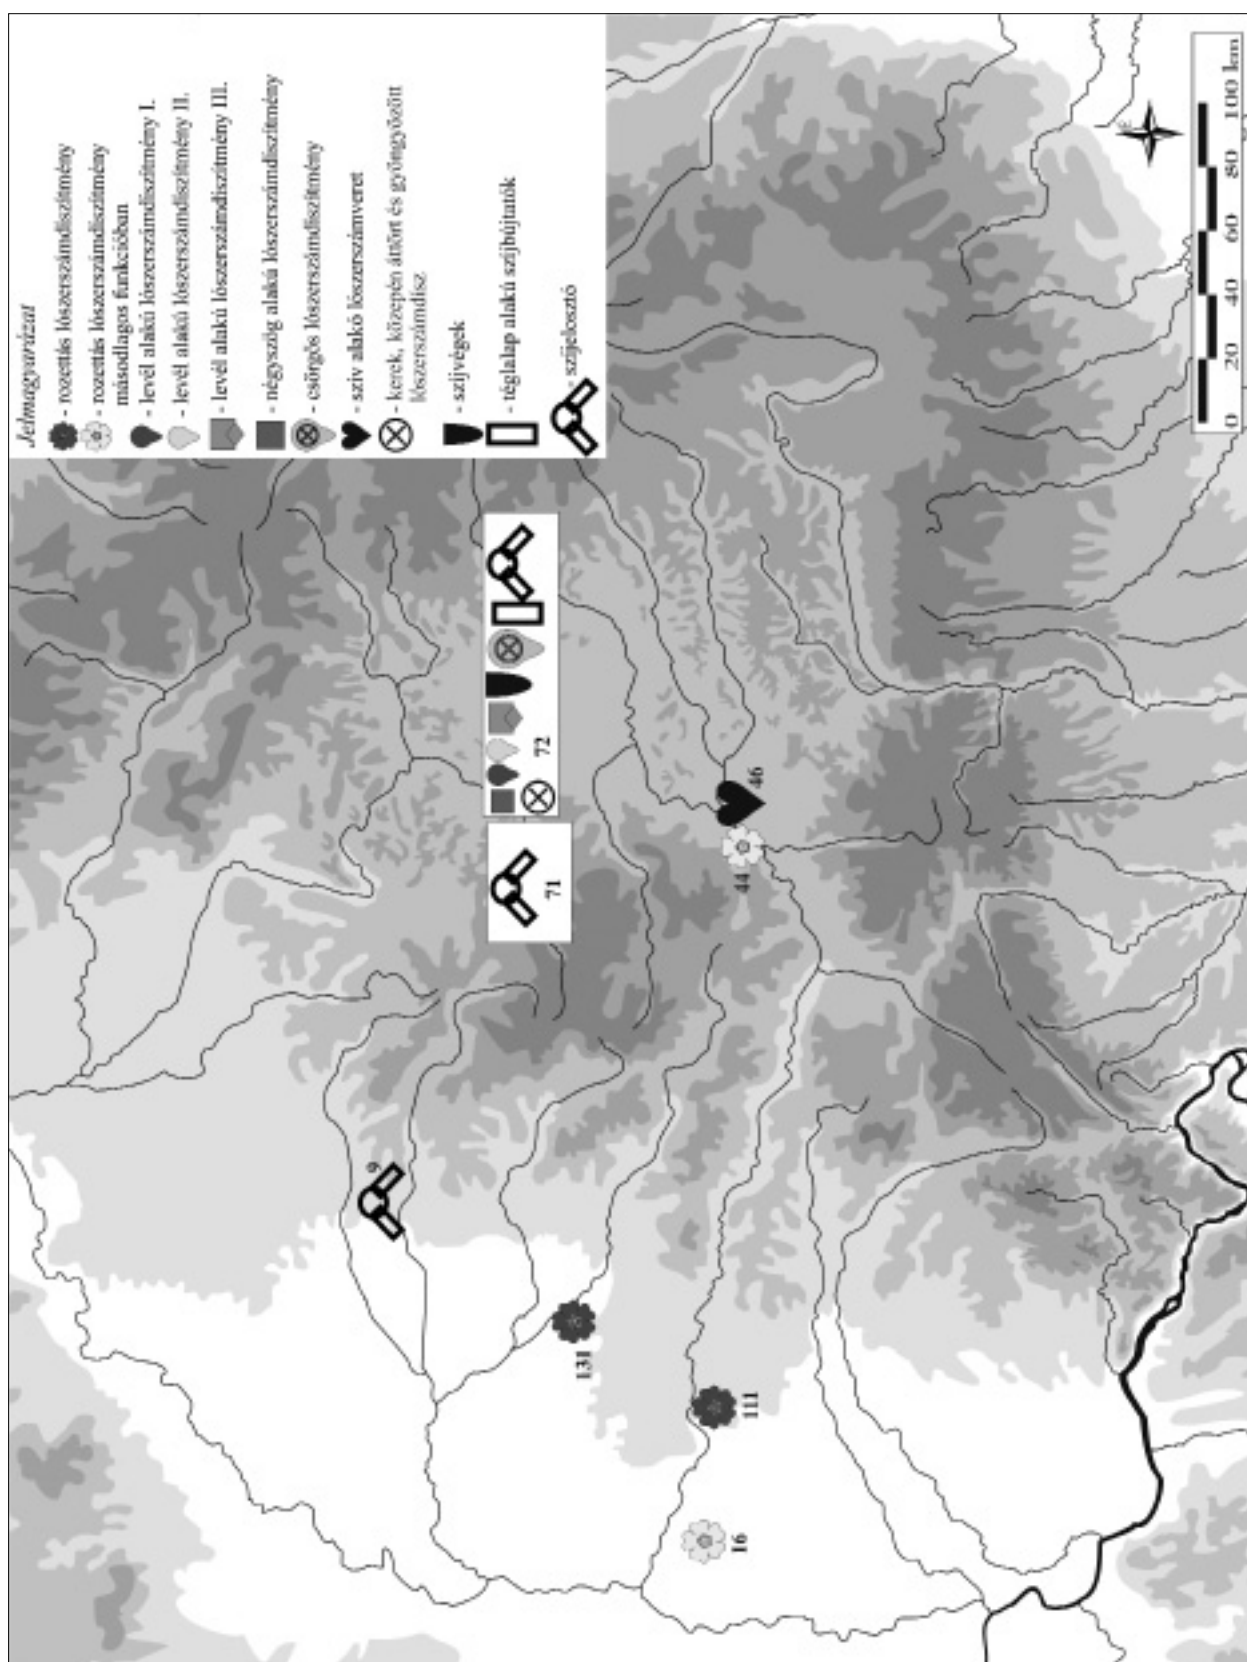 Jelmagyarázat
- rozettás lószerszámdíszítmény
- rozettás lószerszámdíszítmény
másodlagos funkcióban
- levél alakú lószerszámdíszítmény I.
- levél alakú lószerszámdíszítmény II.
- levél alakú lószerszámdíszítmény III.
- négyszög alakú lószerszámdíszítmény
- csörgős lószerszámdíszítmény
- szív alakó lószerszámveret
- kerek, közepén áttört és gyöngyözött
lószerszámdísz
- szíjvégek
- téglalap alakú szíjbújtatók
- szíjelosztó
9
72
71
46
44
131
111
16
0 20 40 60 80 100 km